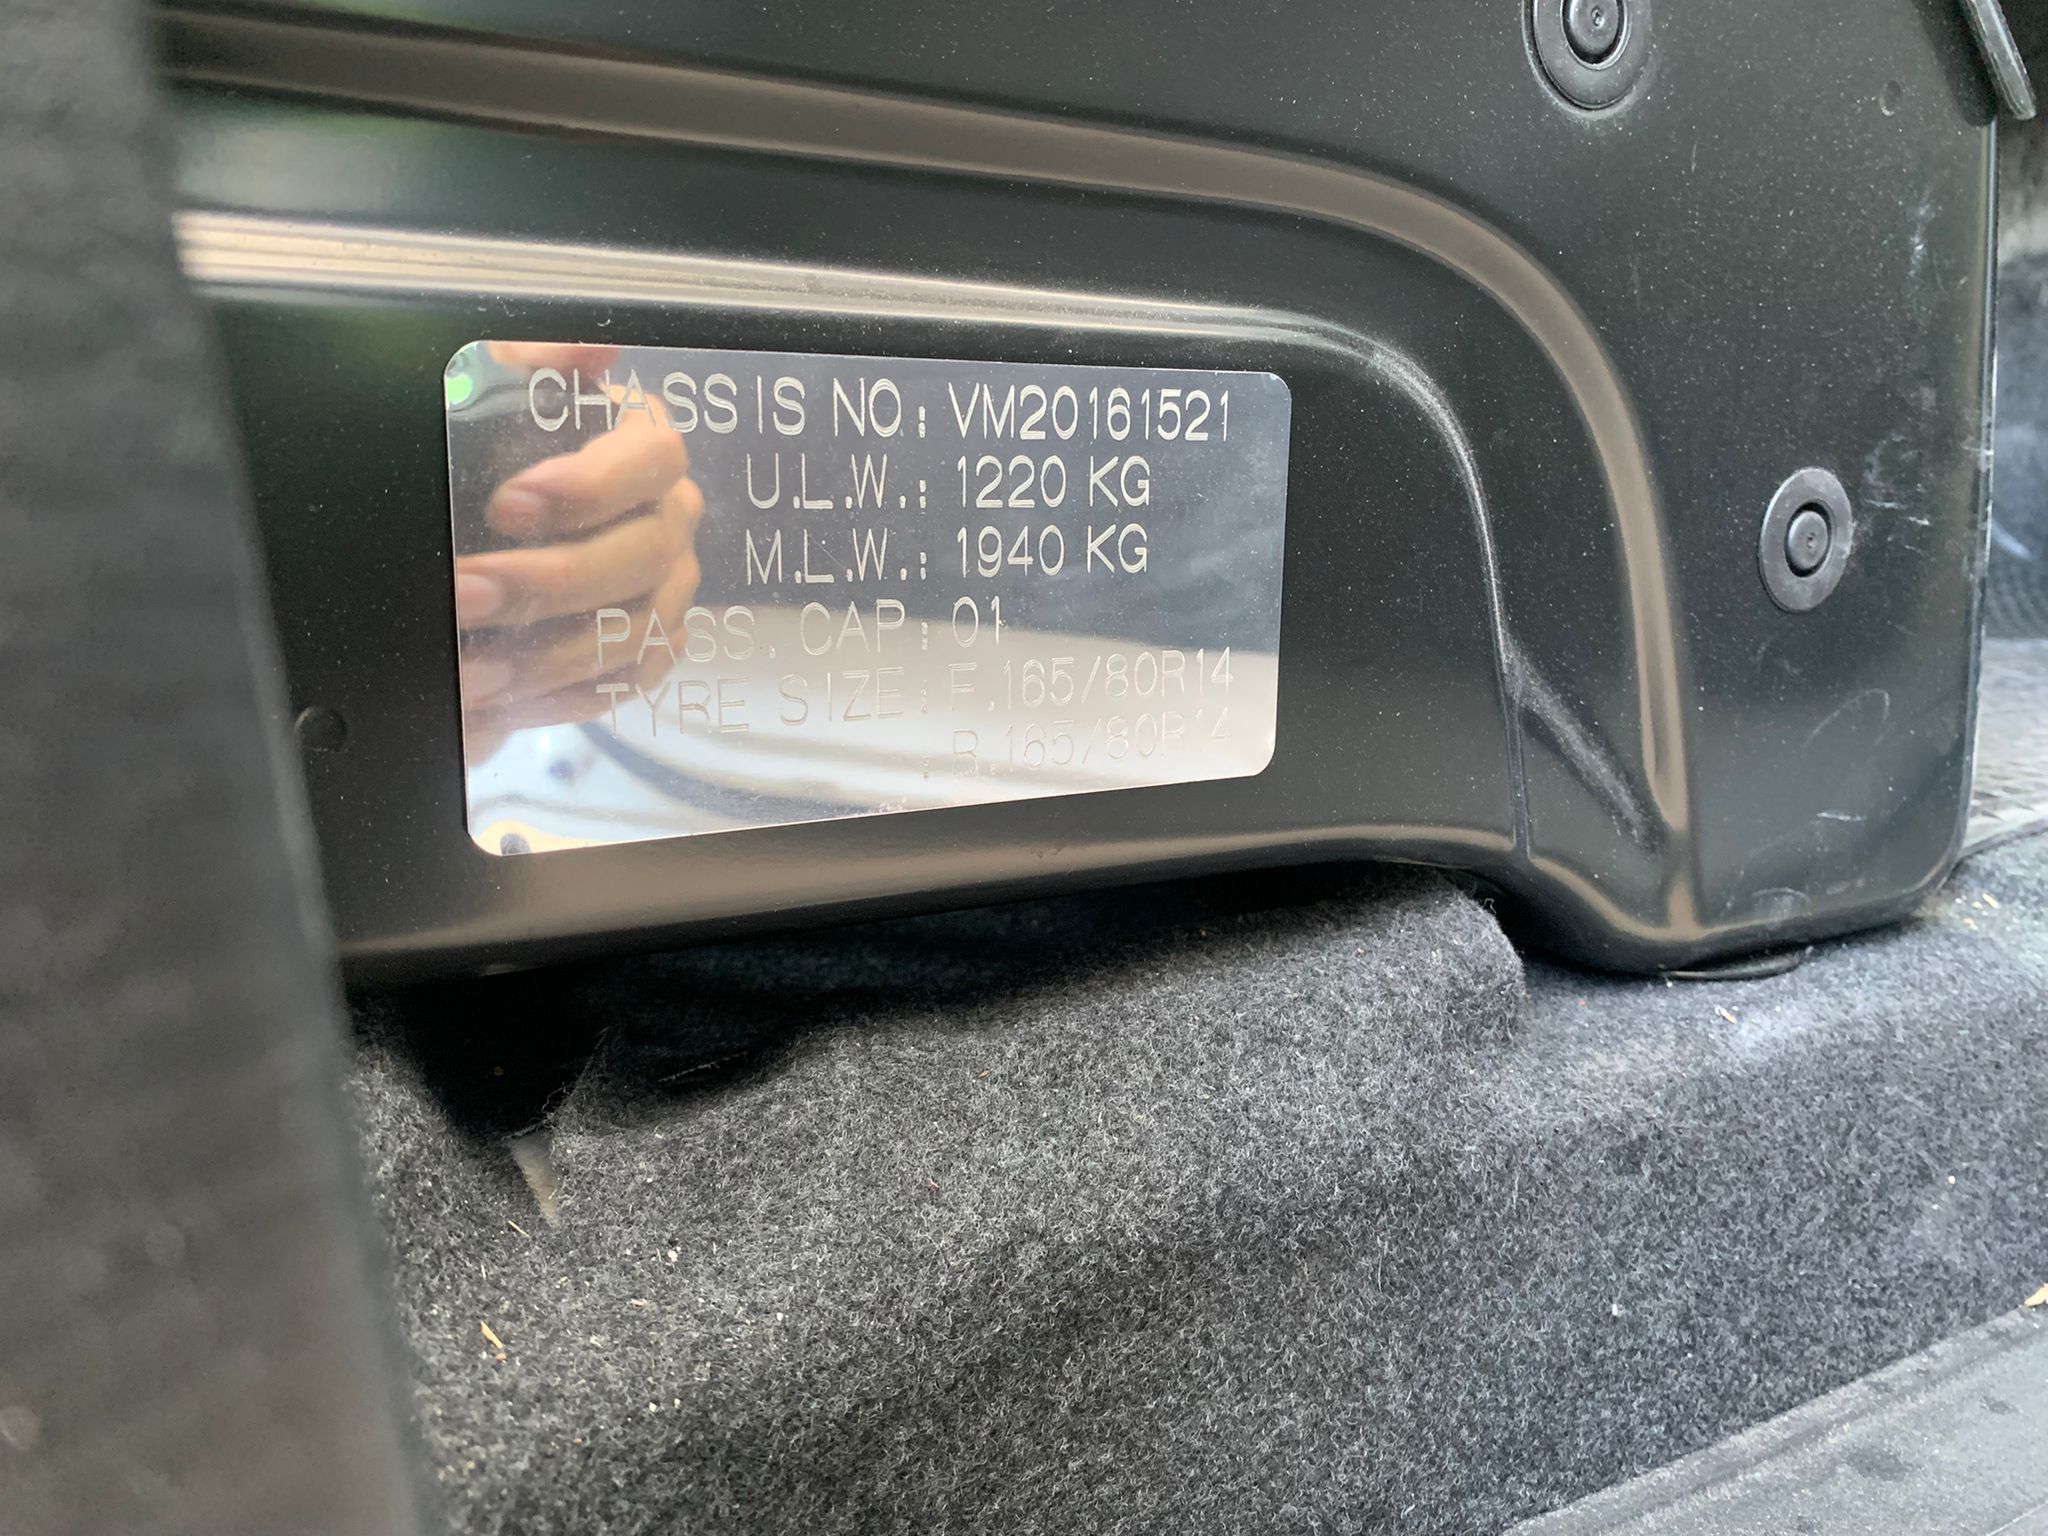 CHASSIS NO: VM20161521
U.L.W.: 1220 KG
M.L.W.: 1940 KG
PASS. CAP: 01
TYRE SIZE: F.165/80R14
: R.165/80R14